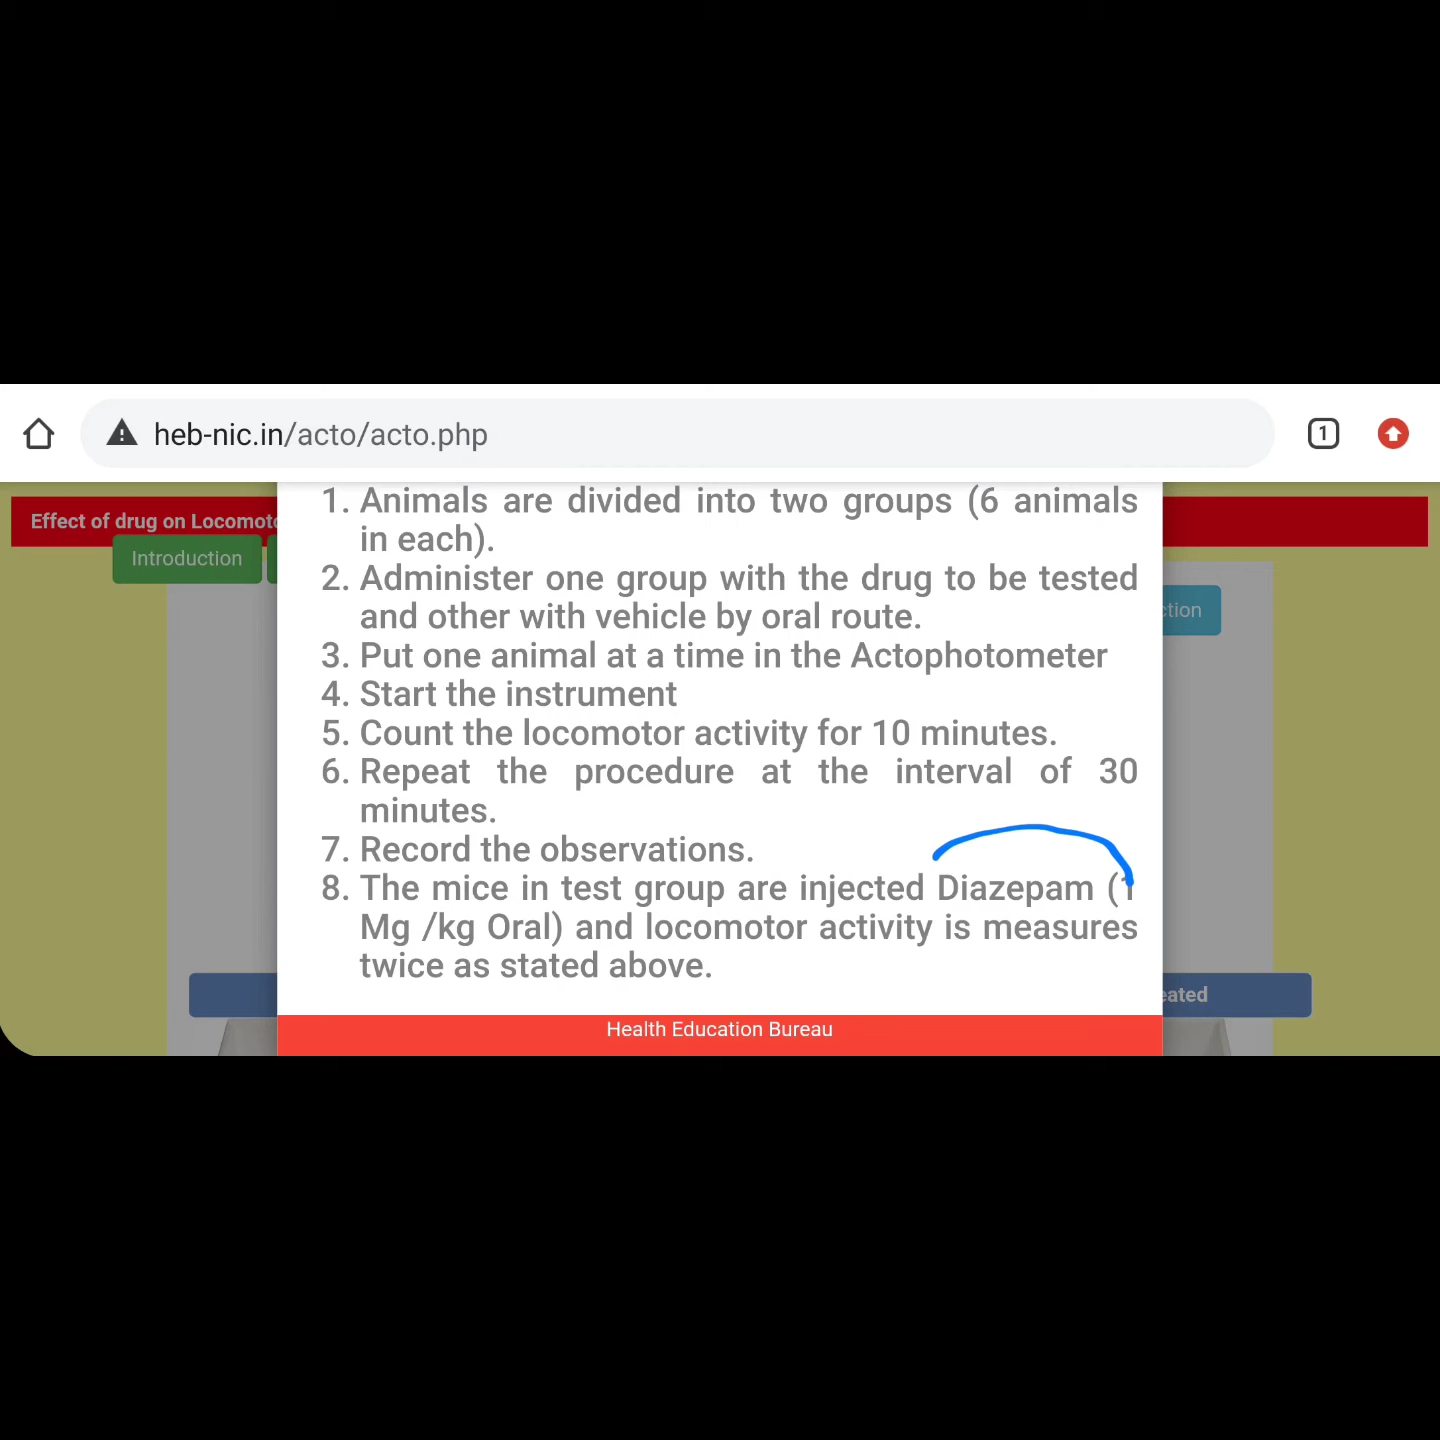 heb-nic.in/acto/acto.php
1
Effect of drug on Locomoto
Introduction
1. Animals are divided into two groups (6 animals
in each).
2. Administer one group with the drug to be tested
and other with vehicle by oral route.
3. Put one animal at a time in the Actophotometer
4. Start the instrument
5. Count the locomotor activity for 10 minutes.
6. Repeat the procedure at the interval of 30
minutes.
7. Record the observations.
8. The mice in test group are injected Diazepam (1
Mg /kg Oral) and locomotor activity is measures
twice as stated above.
ction
eated
Health Education Bureau